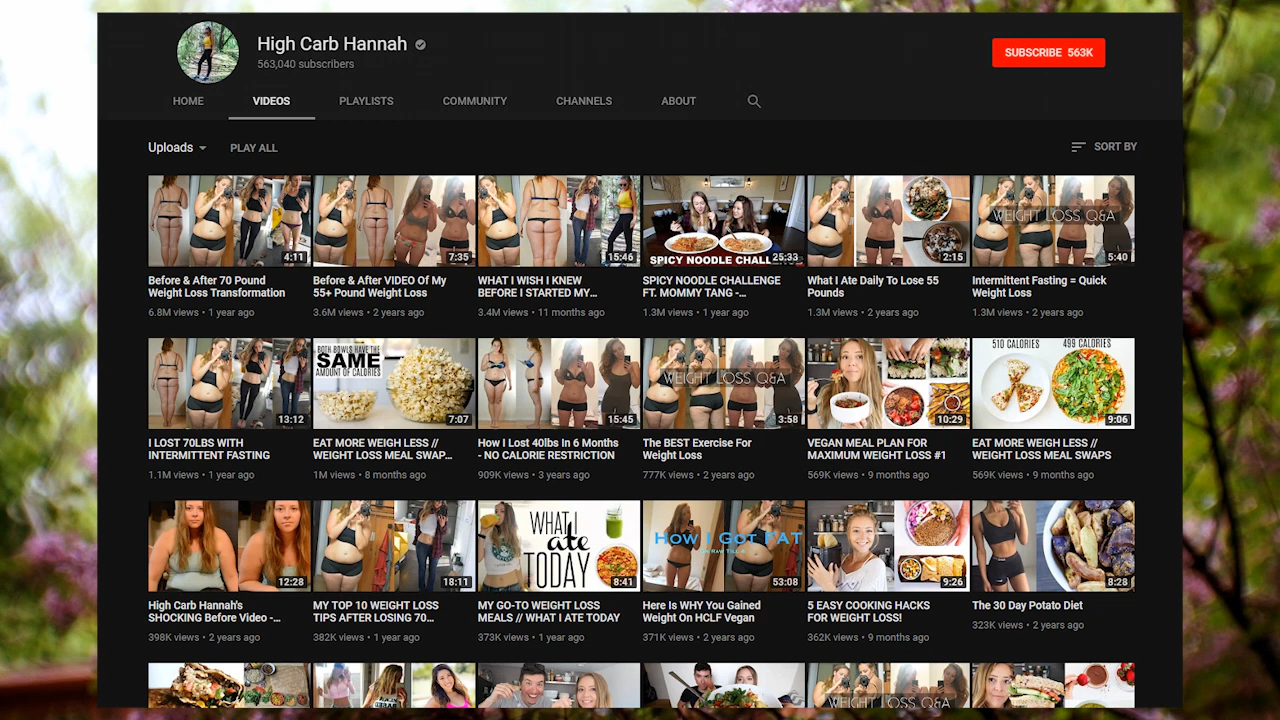 High Carb Hannah
563,040 subscribers
SUBSCRIBE 563K
HOME VIDEOS PLAYLISTS COMMUNITY CHANNELS ABOUT
Uploads PLAY ALL SORT BY
4:11
7:35
15:46
SPICY NOODLE CHALL
25:33
2:15
WEIGHT LOSS Q&A
5:40
Before & After 70 Pound
Weight Loss Transformation
6.8M views • 1 year ago
Before & After VIDEO Of My
55+ Pound Weight Loss
3.6M views • 2 years ago
WHAT I WISH I KNEW
BEFORE I STARTED MY...
3.4M views • 11 months ago
SPICY NOODLE CHALLENGE
FT. MOMMY TANG -...
1.3M views • 1 year ago
What I Ate Daily To Lose 55
Pounds
1.3M views • 2 years ago
Intermittent Fasting = Quick
Weight Loss
1.3M views • 2 years ago
13:12
BOTH BOWLS HAVE THE
SAME
AMOUNT OF CALORIES
7:07
15:45
WEIGHT LOSS Q&A
3:58
10:29
510 CALORIES 499 CALORIES
9:06
I LOST 70LBS WITH
INTERMITTENT FASTING
1.1M views • 1 year ago
EAT MORE WEIGH LESS //
WEIGHT LOSS MEAL SWAP...
1M views • 8 months ago
How I Lost 40lbs In 6 Months
- NO CALORIE RESTRICTION
909K views • 3 years ago
The BEST Exercise For
Weight Loss
777K views • 2 years ago
VEGAN MEAL PLAN FOR
MAXIMUM WEIGHT LOSS #1
569K views • 9 months ago
EAT MORE WEIGH LESS //
WEIGHT LOSS MEAL SWAPS
569K views • 9 months ago
12:28
18:11
WHAT I
ate
TODAY
8:41
HOW I GOT FAT
ON RAW TILL 4
53:08
9:26
8:28
High Carb Hannah's
SHOCKING Before Video -...
398K views • 2 years ago
MY TOP 10 WEIGHT LOSS
TIPS AFTER LOSING 70...
382K views • 1 year ago
MY GO-TO WEIGHT LOSS
MEALS // WHAT I ATE TODAY
373K views • 1 year ago
Here Is WHY You Gained
Weight On HCLF Vegan
371K views • 2 years ago
5 EASY COOKING HACKS
FOR WEIGHT LOSS!
362K views • 9 months ago
The 30 Day Potato Diet
323K views • 2 years ago
WEIGHT LOSS Q&A